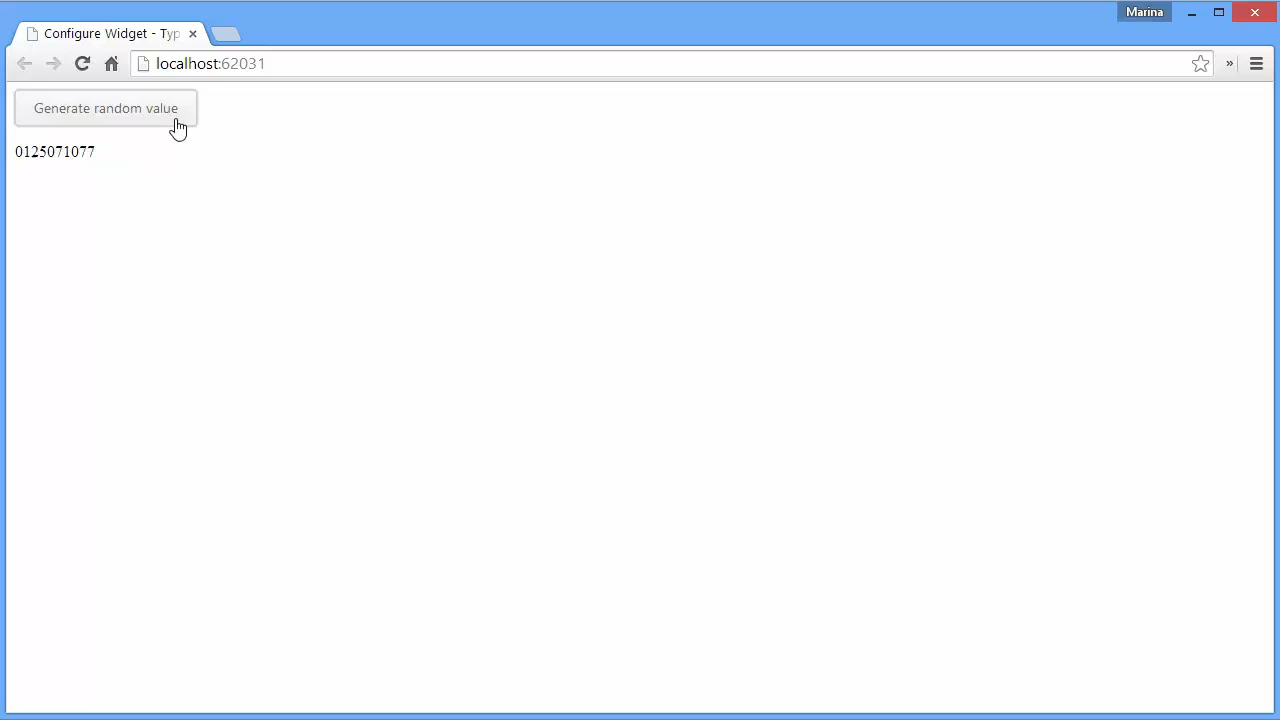 Marina
Configure Widget - Typ
localhost:62031
»
Generate random value
0125071077